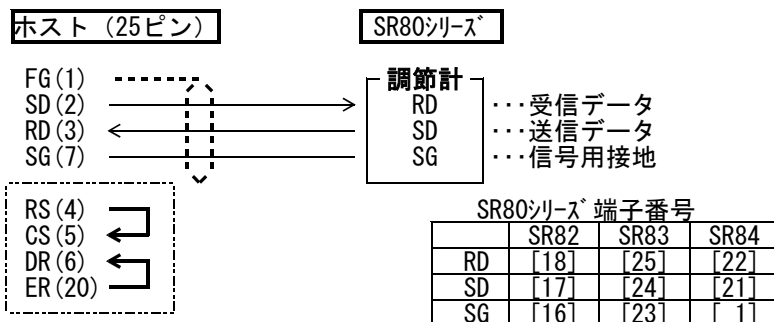 ホスト (25ピン)
SR80ｼﾘｰｽﾞ
FG(1)
SD(2)
RD(3)
SG(7)
調節計
RD ・・・受信データ
SD ・・・送信データ
SG ・・・信号用接地
RS(4)
CS(5)
DR(6)
ER(20)
SR80ｼﾘｰｽﾞ端子番号
SR82 SR83 SR84
RD [18] [25] [22]
SD [17] [24] [21]
SG [16] [23] [ 1]